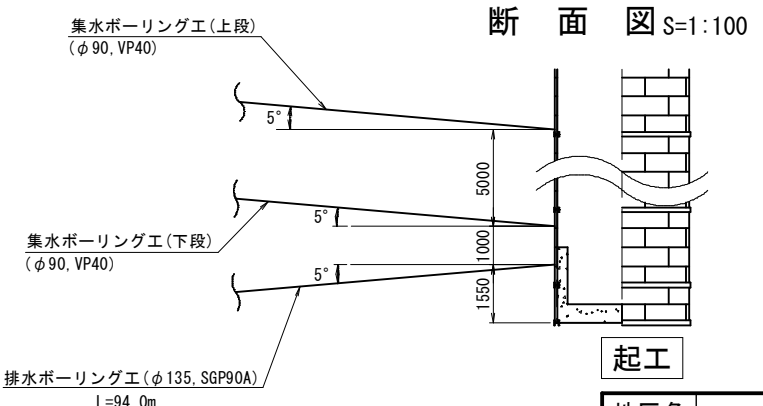 断面図 S=1:100
集水ボーリング工(上段)
(φ90, VP40)
5°
5000
集水ボーリング工(下段)
(φ90, VP40)
5°
1000
5°
1550
排水ボーリング工(φ135, SGP90A)
L=94.0m
起工